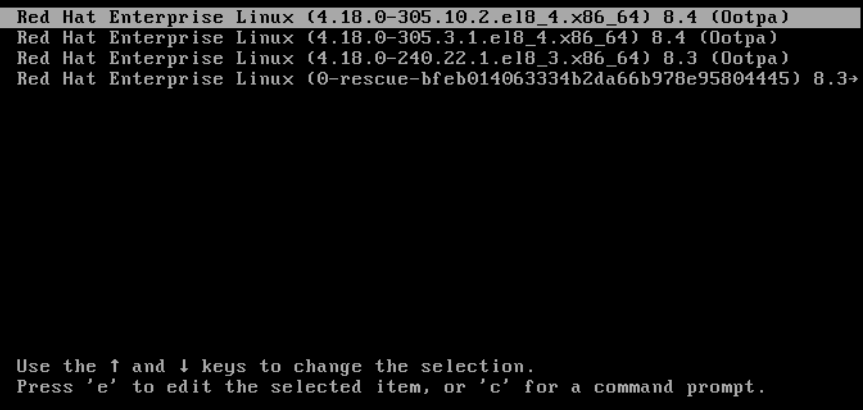 Red Hat Enterprise Linux (4.18.0-305.10.2.el8_4.x86_64) 8.4 (Ootpa)
Red Hat Enterprise Linux (4.18.0-305.3.1.el8_4.x86_64) 8.4 (Ootpa)
Red Hat Enterprise Linux (4.18.0-240.22.1.el8_3.x86_64) 8.3 (Ootpa)
Red Hat Enterprise Linux (0-rescue-bfeb014063334b2da66b978e95804445) 8.3→
Use the ↑ and ↓ keys to change the selection.
Press 'e' to edit the selected item, or 'c' for a command prompt.